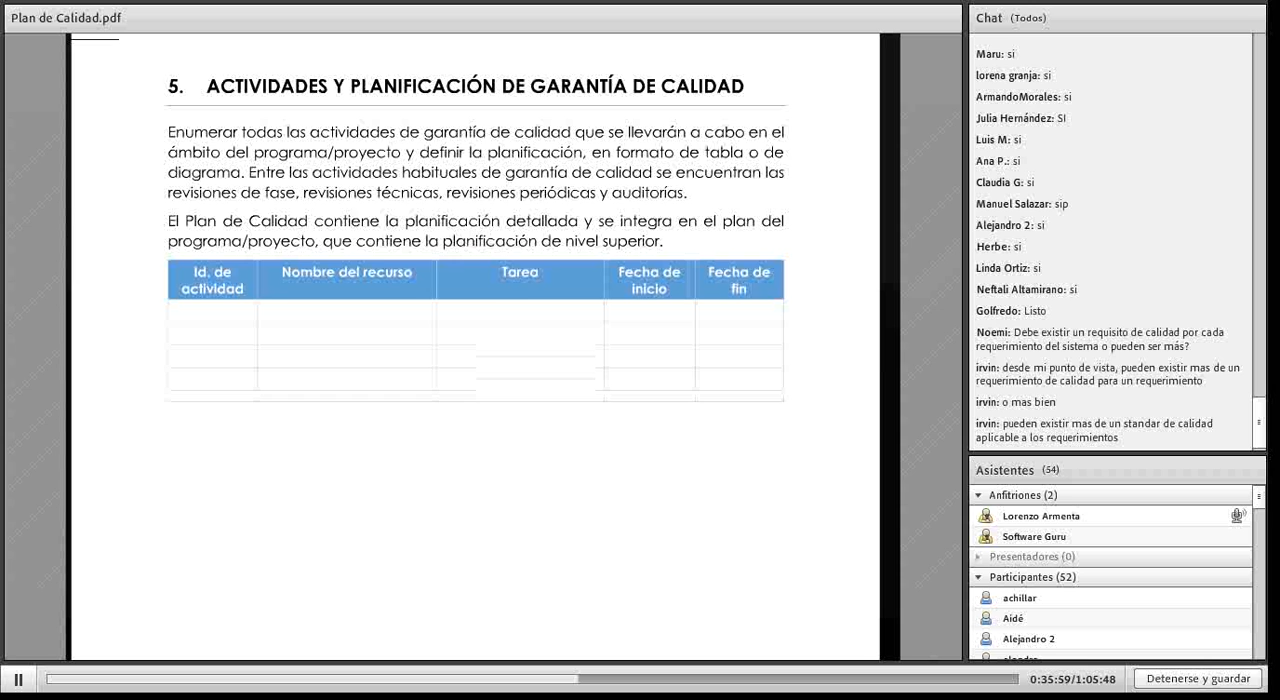 Plan de Calidad.pdf
5. ACTIVIDADES Y PLANIFICACIÓN DE GARANTÍA DE CALIDAD
Enumerar todas las actividades de garantía de calidad que se llevarán a cabo en el
ámbito del programa/proyecto y definir la planificación, en formato de tabla o de
diagrama. Entre las actividades habituales de garantía de calidad se encuentran las
revisiones de fase, revisiones técnicas, revisiones periódicas y auditorías.
El Plan de Calidad contiene la planificación detallada y se integra en el plan del
programa/proyecto, que contiene la planificación de nivel superior.
Id. de actividad
Nombre del recurso
Tarea
Fecha de inicio
Fecha de fin
Chat (Todos)
Maru: si
lorena granja: si
ArmandoMorales: si
Julia Hernández: SI
Luis M: si
Ana P.: si
Claudia G: si
Manuel Salazar: sip
Alejandro 2: si
Herbe: si
Linda Ortiz: si
Neftali Altamirano: si
Golfredo: Listo
Noemi: Debe existir un requisito de calidad por cada
requerimiento del sistema o pueden ser más?
irvin: desde mi punto de vista, pueden existir mas de un
requerimiento de calidad para un requerimiento
irvin: o mas bien
irvin: pueden existir mas de un standar de calidad
aplicable a los requerimientos
Asistentes (54)
Anfitriones (2)
Lorenzo Armenta
Software Guru
Presentadores (0)
Participantes (52)
achillar
Aidé
Alejandro 2
0:35:59/1:05:48
Detenerse y guardar